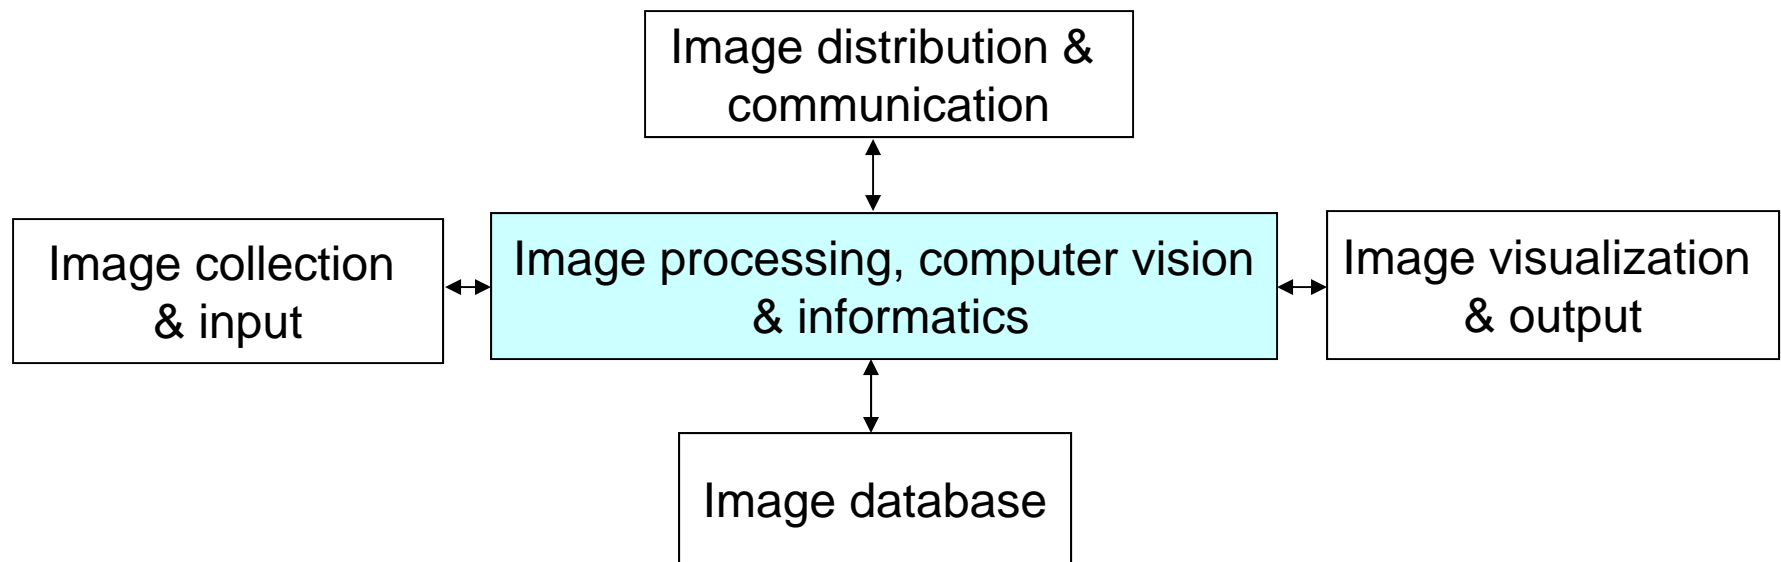 Image distribution &
communication
Image collection
& input
Image processing, computer vision
& informatics
Image visualization
& output
Image database